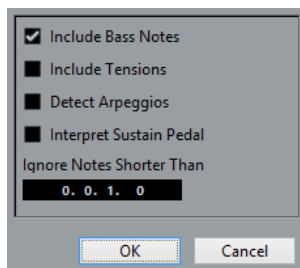 Include Bass Notes
Include Tensions
Detect Arpeggios
Interpret Sustain Pedal
Ignore Notes Shorter Than
0. 0. 1. 0
OK Cancel